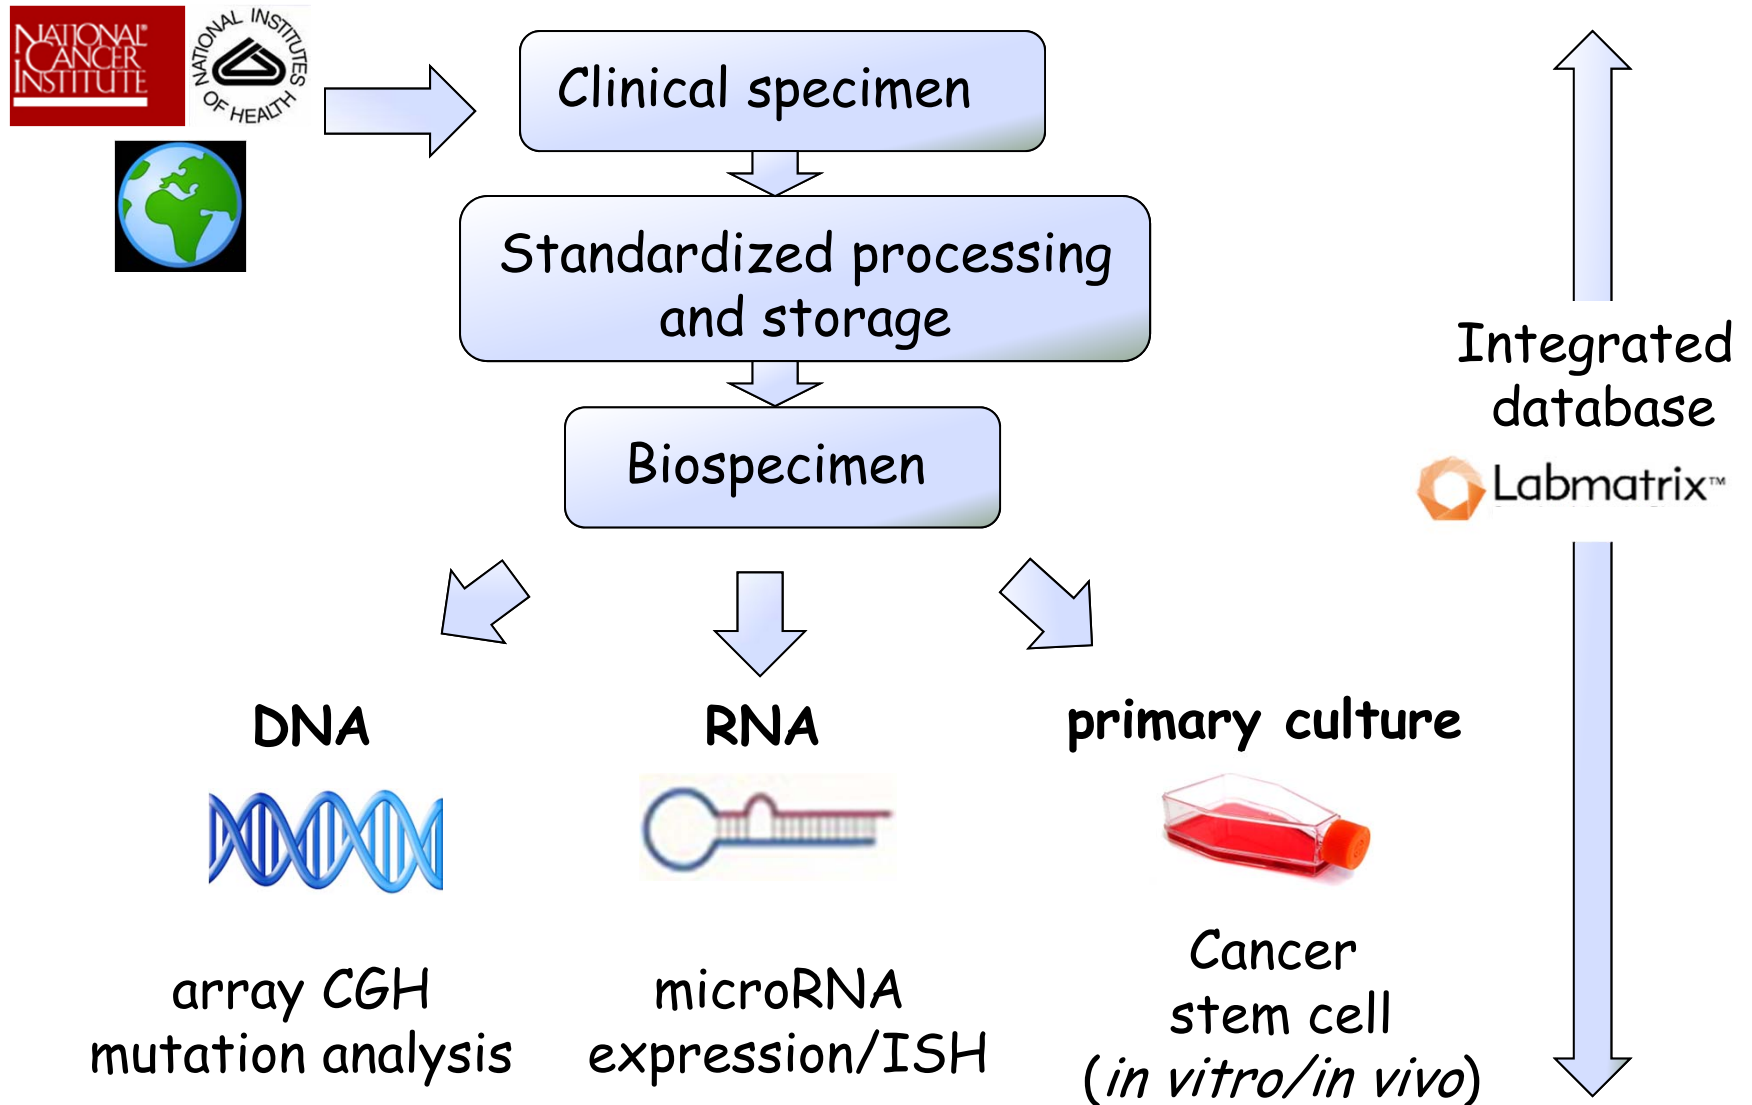 NATIONAL®
CANCER
INSTITUTE
NATIONAL INSTITUTES
OF HEALTH
Clinical specimen
Standardized processing
and storage
Biospecimen
Integrated
database
Labmatrix™
DNA
RNA
primary culture
array CGH
mutation analysis
microRNA
expression/ISH
Cancer
stem cell
(in vitro/in vivo)